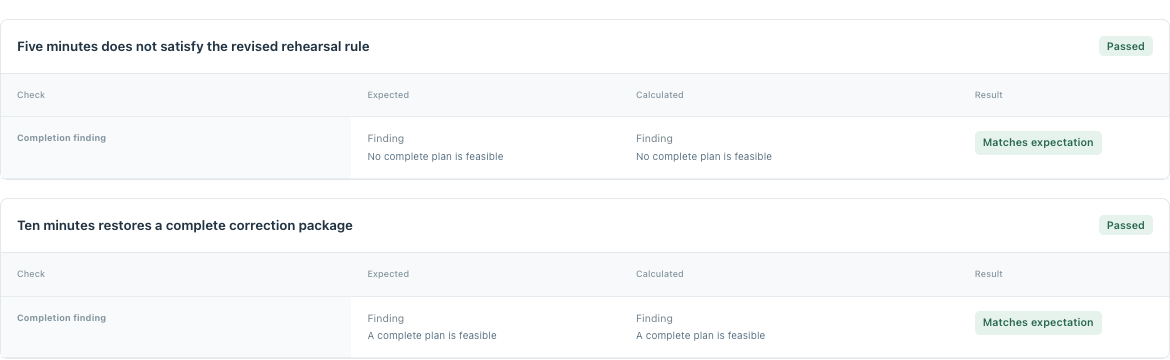 Five minutes does not satisfy the revised rehearsal rule
Passed
Check
Expected
Calculated
Result
Completion finding
Finding
No complete plan is feasible
Finding
No complete plan is feasible
Matches expectation
Ten minutes restores a complete correction package
Passed
Check
Expected
Calculated
Result
Completion finding
Finding
A complete plan is feasible
Finding
A complete plan is feasible
Matches expectation